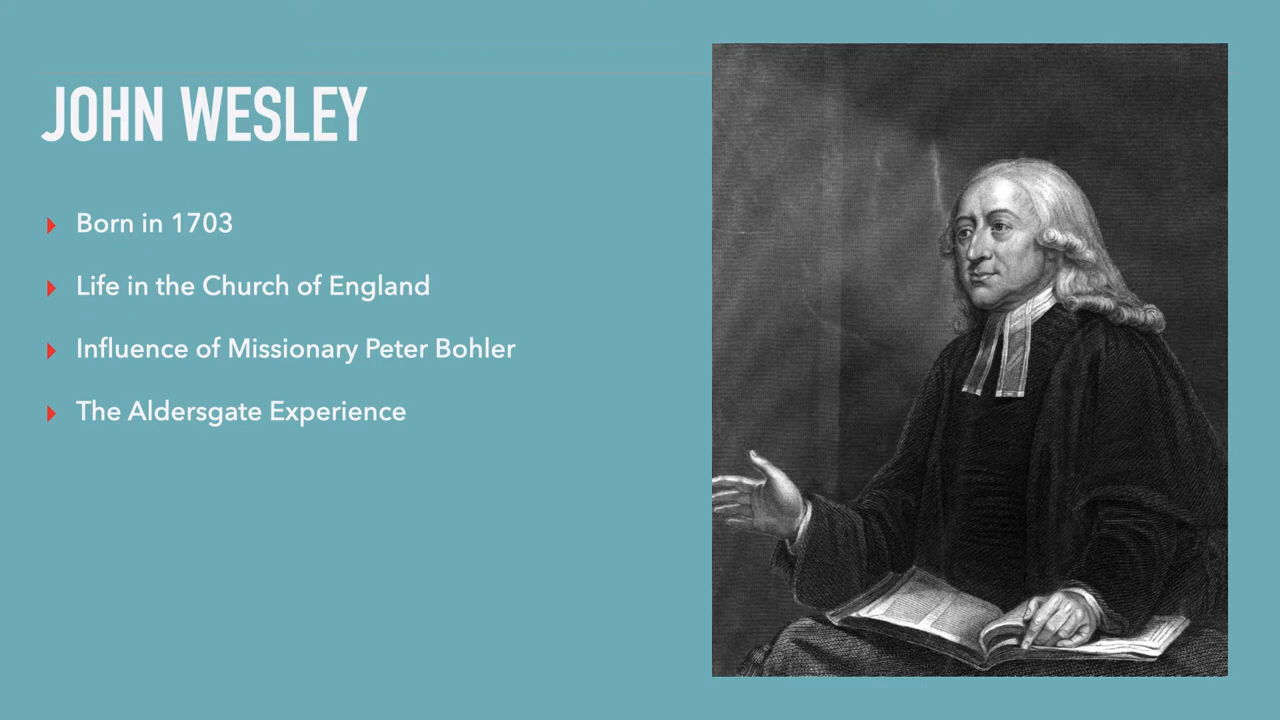 JOHN WESLEY
Born in 1703
Life in the Church of England
Influence of Missionary Peter Bohler
The Aldersgate Experience